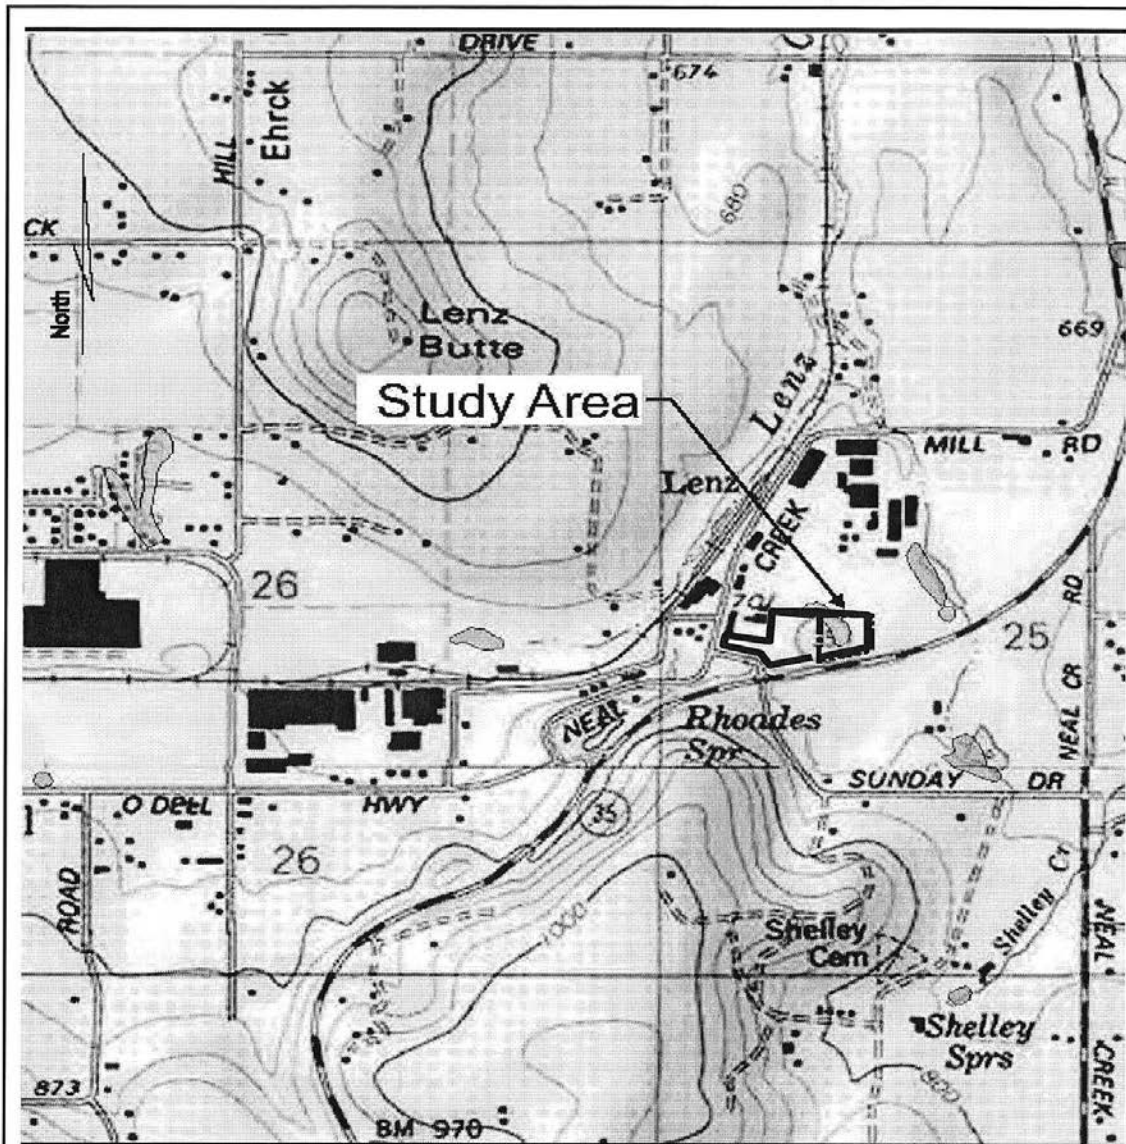 DRIVE
674
Ehrck
HILL
680
CK
North
Lenz
Butte
669
Study Area
Lenz
MILL RD
Lenz
CREEK
26
25
RD
NEAL CR
NEAL
Rhoades
Spr
SUNDAY DR
ODELL HWY
35
26
ROAD
1000
Shelley Cr
NEAL
Shelley
Cem
Shelley
Sprs
873
800
CREEK
BM 970